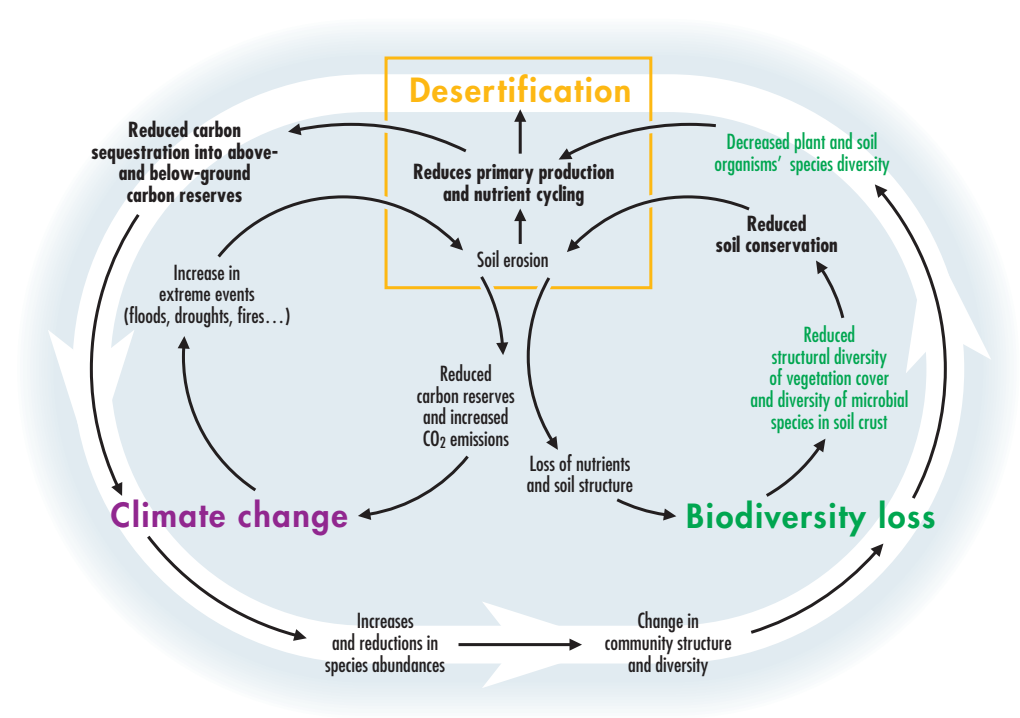 Desertification
Reduced carbon
sequestration into above-
and below-ground
carbon reserves
Reduces primary production
and nutrient cycling
Decreased plant and soil
organisms’ species diversity
Reduced
soil conservation
Soil erosion
Increase in
extreme events
(floods, droughts, fires…)
Reduced
structural diversity
of vegetation cover
and diversity of microbial
species in soil crust
Reduced
carbon reserves
and increased
CO2 emissions
Loss of nutrients
and soil structure
Climate change
Biodiversity loss
Increases
and reductions in
species abundances
Change in
community structure
and diversity